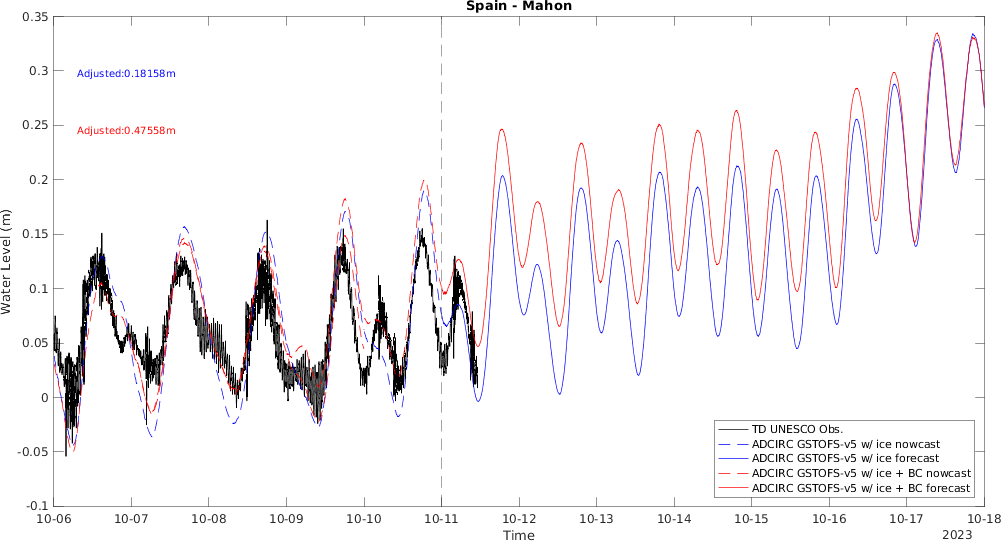 Spain - Mahon
0.35
0.3
0.25
0.2
0.15
0.1
0.05
0
-0.05
-0.1
Water Level (m)
Adjusted:0.18158m
Adjusted:0.47558m
TD UNESCO Obs.
ADCIRC GSTOFS-v5 w/ ice nowcast
ADCIRC GSTOFS-v5 w/ ice forecast
ADCIRC GSTOFS-v5 w/ ice + BC nowcast
ADCIRC GSTOFS-v5 w/ ice + BC forecast
10-06 10-07 10-08 10-09 10-10 10-11 10-12 10-13 10-14 10-15 10-16 10-17 10-18
Time
2023